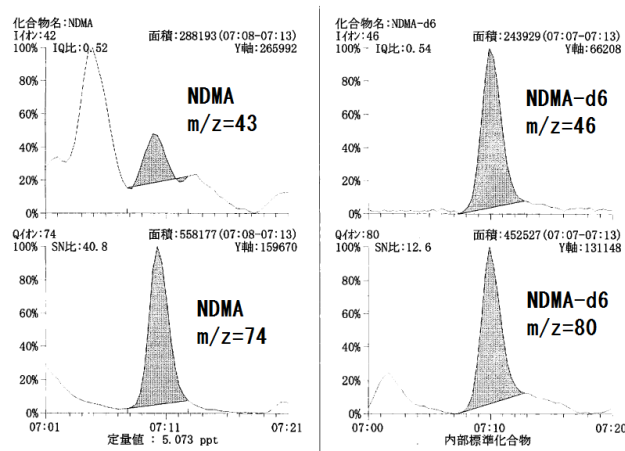 化合物名:NDMA
Iイオン:42
面積:288193(07:08-07:13)
IQ比:0.52
Y軸:265992
100%
80%
60%
40%
20%
0%
NDMA
m/z=43
Qイオン:74
面積:558177(07:08-07:13)
SN比:40.8
Y軸:159670
100%
80%
60%
40%
20%
0%
NDMA
m/z=74
07:01
07:11
07:21
定量値 : 5.073 ppt
化合物名:NDMA-d6
Iイオン:46
面積:243929(07:07-07:13)
IQ比:0.54
Y軸:66208
100%
80%
60%
40%
20%
0%
NDMA-d6
m/z=46
Qイオン:80
面積:452527(07:07-07:13)
SN比:12.6
Y軸:131148
100%
80%
60%
40%
20%
0%
NDMA-d6
m/z=80
07:00
07:10
07:20
内部標準化合物